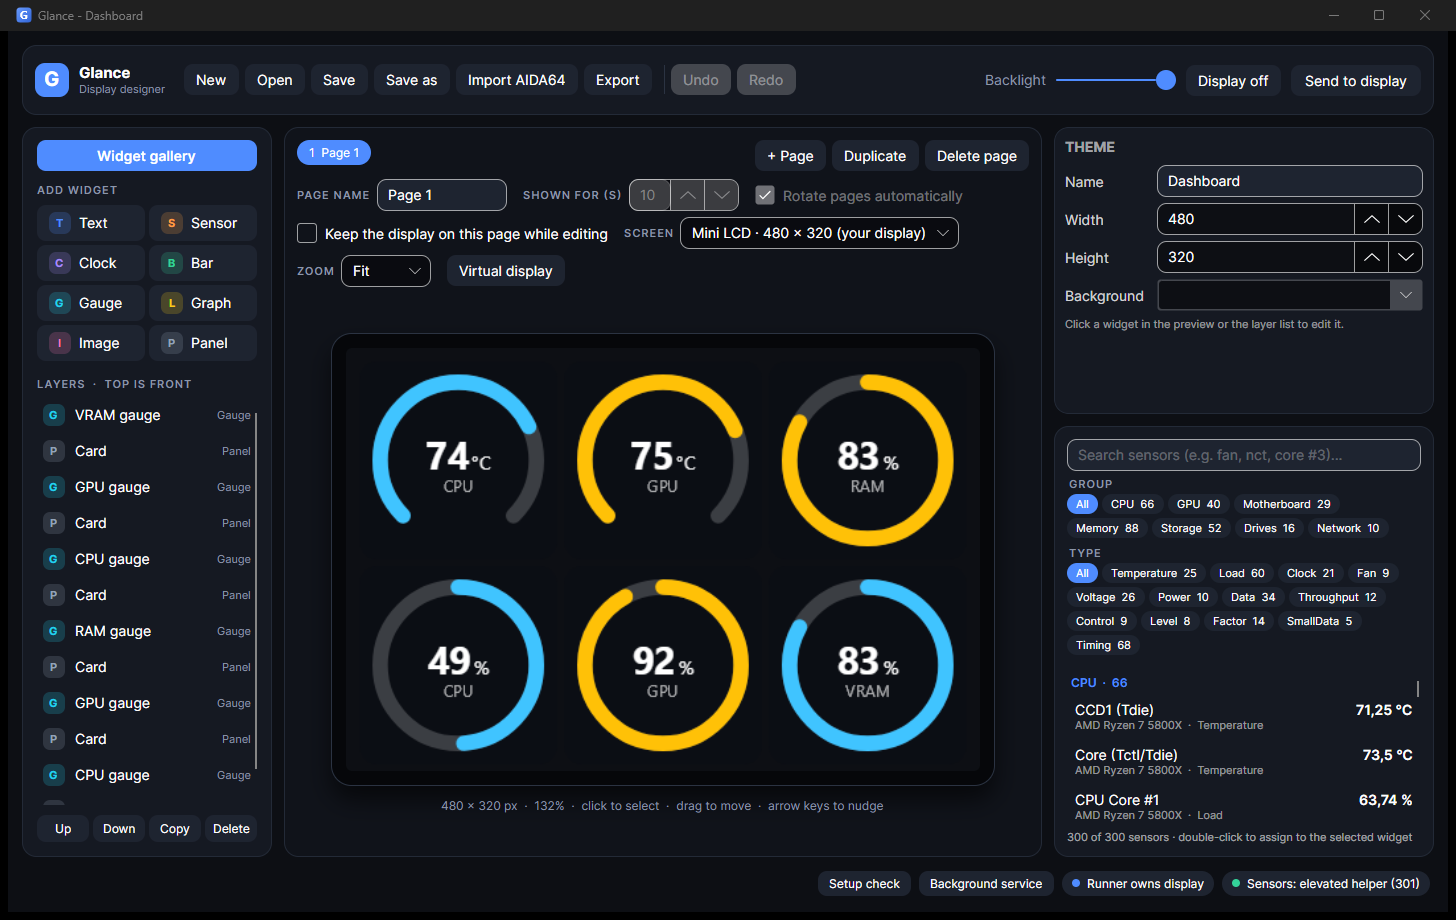 G Glance - Dashboard
G Glance
Display designer
New Open Save Save as Import AIDA64 Export Undo Redo
Backlight Display off Send to display
Widget gallery
ADD WIDGET
T Text S Sensor
C Clock B Bar
G Gauge L Graph
I Image P Panel
LAYERS · TOP IS FRONT
G VRAM gauge Gauge
P Card Panel
G GPU gauge Gauge
P Card Panel
G CPU gauge Gauge
P Card Panel
G RAM gauge Gauge
P Card Panel
G GPU gauge Gauge
P Card Panel
G CPU gauge Gauge
Up Down Copy Delete
1 Page 1
+ Page Duplicate Delete page
PAGE NAME Page 1 SHOWN FOR (S) 10 Rotate pages automatically
Keep the display on this page while editing SCREEN Mini LCD · 480 × 320 (your display)
ZOOM Fit Virtual display
74°C
CPU
75°C
GPU
83%
RAM
49%
CPU
92%
GPU
83%
VRAM
480 × 320 px · 132% · click to select · drag to move · arrow keys to nudge
THEME
Name Dashboard
Width 480
Height 320
Background
Click a widget in the preview or the layer list to edit it.
Search sensors (e.g. fan, nct, core #3)...
GROUP
All CPU 66 GPU 40 Motherboard 29
Memory 88 Storage 52 Drives 16 Network 10
TYPE
All Temperature 25 Load 60 Clock 21 Fan 9
Voltage 26 Power 10 Data 34 Throughput 12
Control 9 Level 8 Factor 14 SmallData 5
Timing 68
CPU · 66
CCD1 (Tdie) 71,25 °C
AMD Ryzen 7 5800X · Temperature
Core (Tctl/Tdie) 73,5 °C
AMD Ryzen 7 5800X · Temperature
CPU Core #1 63,74 %
AMD Ryzen 7 5800X · Load
300 of 300 sensors · double-click to assign to the selected widget
Setup check Background service Runner owns display Sensors: elevated helper (301)